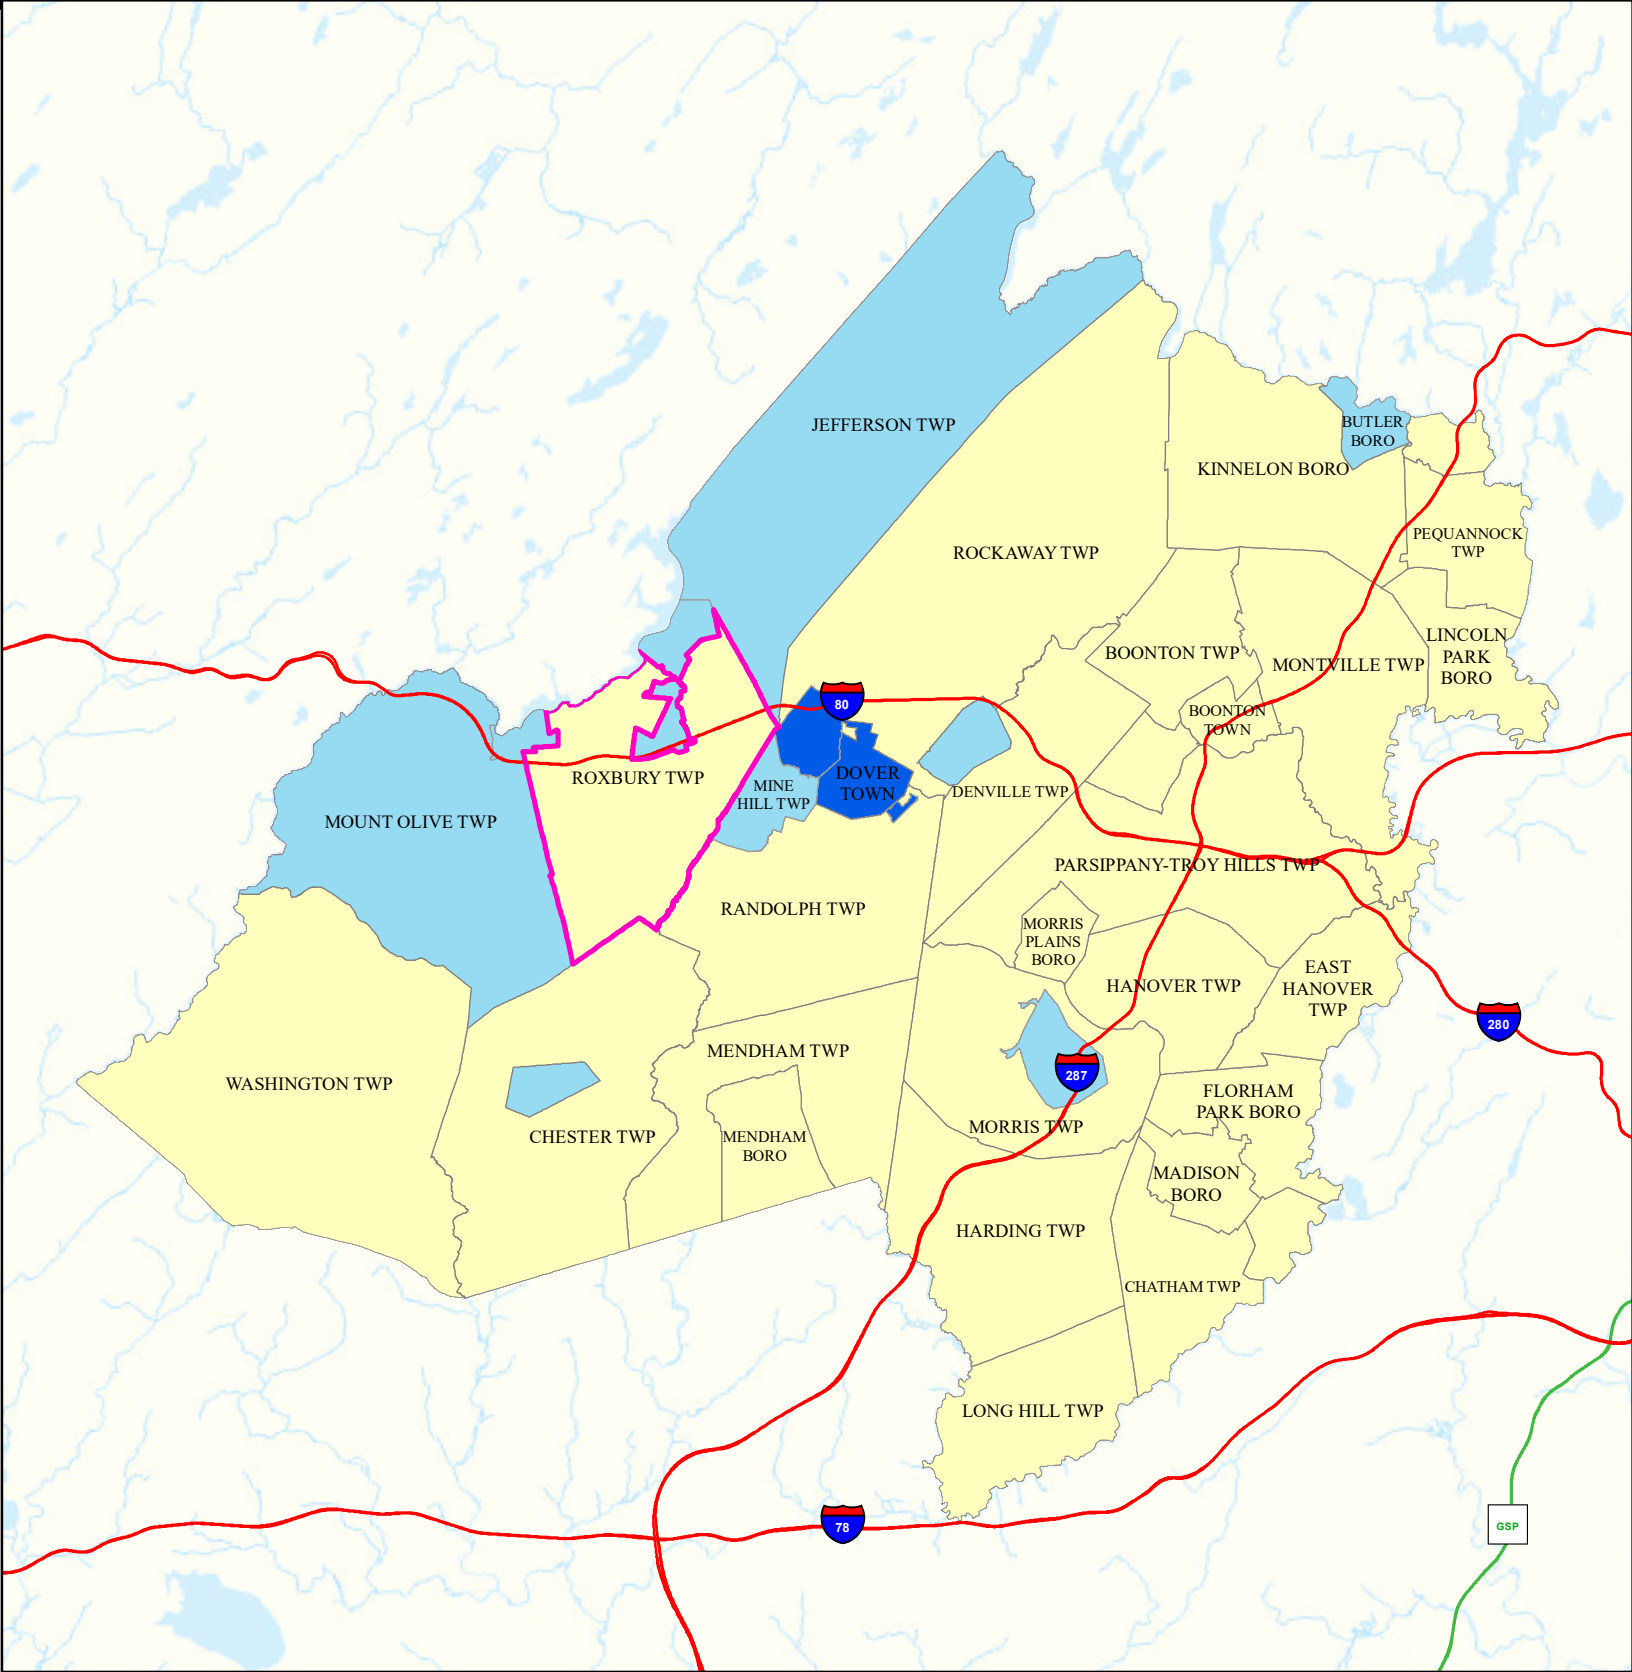 JEFFERSON TWP
BUTLER
BORO
KINNELON BORO
PEQUANNOCK
TWP
ROCKAWAY TWP
LINCOLN
PARK
BORO
BOONTON TWP
MONTVILLE TWP
80
BOONTON
TOWN
ROXBURY TWP
MINE
HILL TWP
DOVER
TOWN
DENVILLE TWP
MOUNT OLIVE TWP
PARSIPPANY-TROY HILLS TWP
RANDOLPH TWP
MORRIS
PLAINS
BORO
EAST
HANOVER
TWP
HANOVER TWP
280
MENDHAM TWP
287
WASHINGTON TWP
FLORHAM
PARK BORO
CHESTER TWP
MENDHAM
BORO
MORRIS TWP
MADISON
BORO
HARDING TWP
CHATHAM TWP
LONG HILL TWP
78
GSP